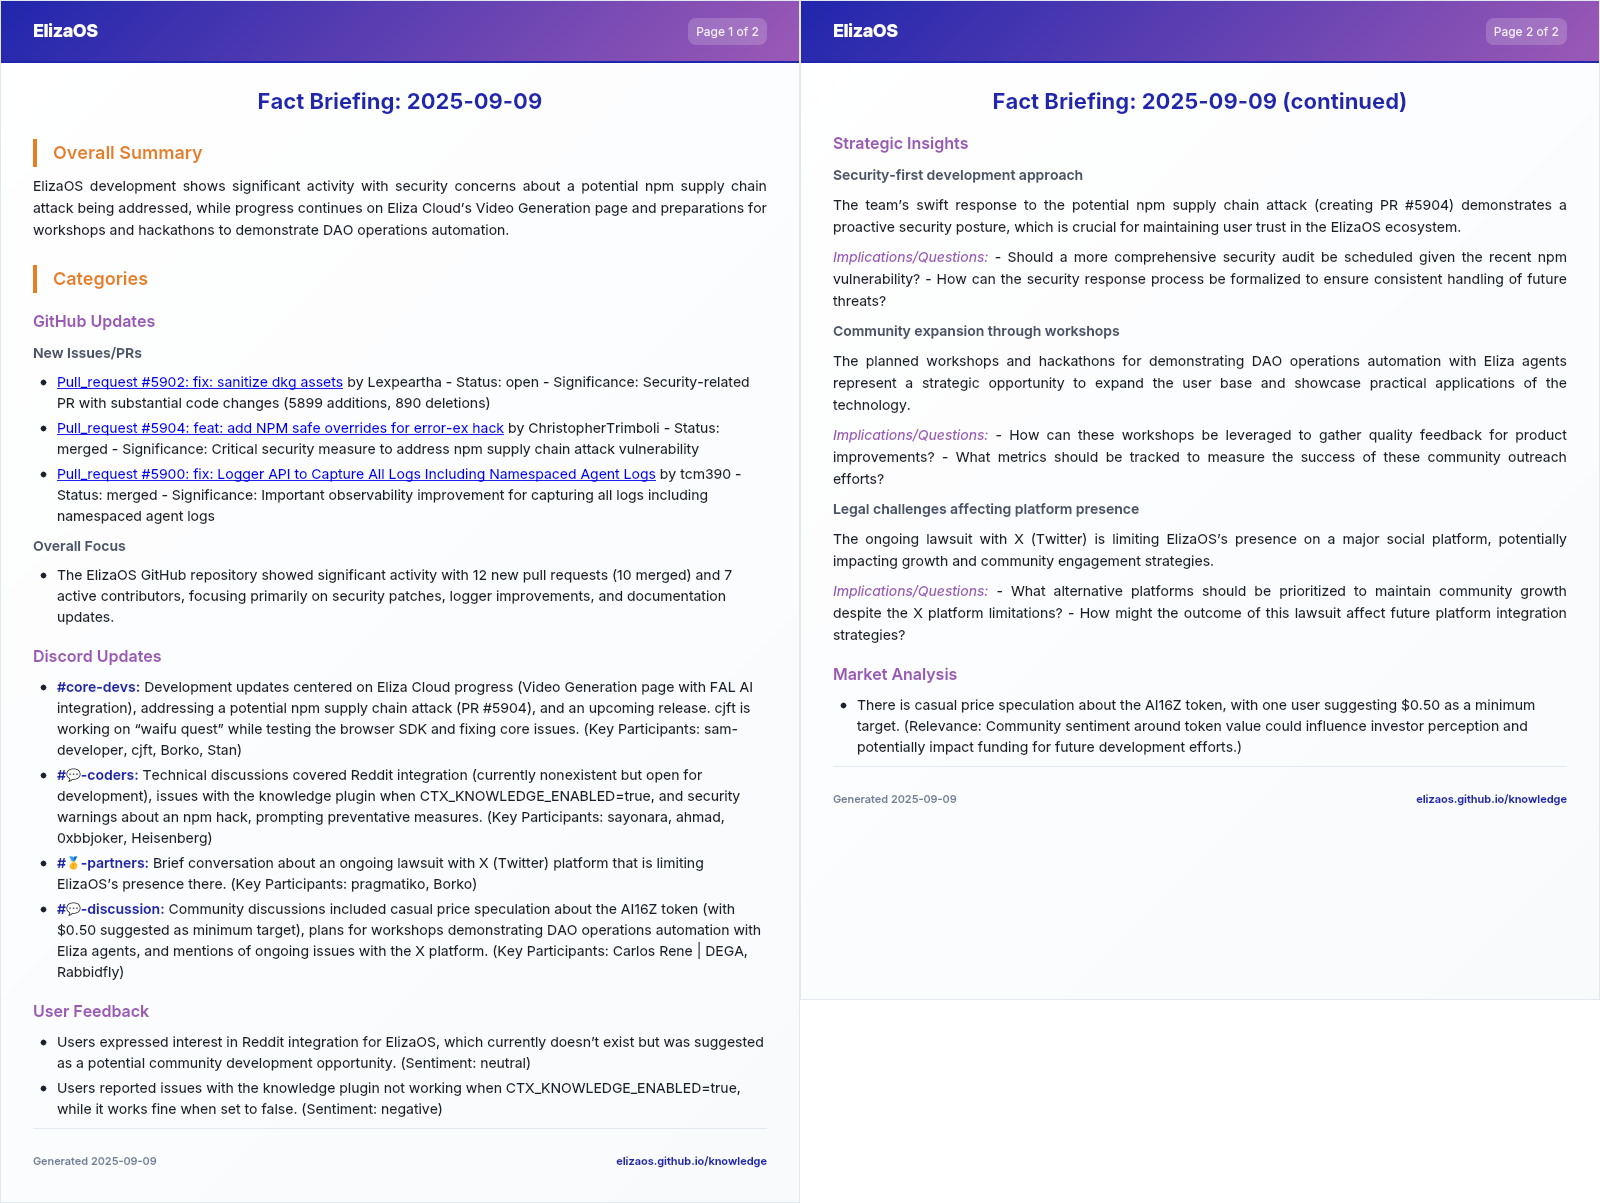 ElizaOS
Page 1 of 2
Fact Briefing: 2025-09-09
Overall Summary
ElizaOS development shows significant activity with security concerns about a potential npm supply chain
attack being addressed, while progress continues on Eliza Cloud’s Video Generation page and preparations for
workshops and hackathons to demonstrate DAO operations automation.
Categories
GitHub Updates
New Issues/PRs
• Pull_request #5902: fix: sanitize dkg assets by Lexpeartha - Status: open - Significance: Security-related
PR with substantial code changes (5899 additions, 890 deletions)
• Pull_request #5904: feat: add NPM safe overrides for error-ex hack by ChristopherTrimboli - Status:
merged - Significance: Critical security measure to address npm supply chain attack vulnerability
• Pull_request #5900: fix: Logger API to Capture All Logs Including Namespaced Agent Logs by tcm390 -
Status: merged - Significance: Important observability improvement for capturing all logs including
namespaced agent logs
Overall Focus
• The ElizaOS GitHub repository showed significant activity with 12 new pull requests (10 merged) and 7
active contributors, focusing primarily on security patches, logger improvements, and documentation
updates.
Discord Updates
• #core-devs: Development updates centered on Eliza Cloud progress (Video Generation page with FAL AI
integration), addressing a potential npm supply chain attack (PR #5904), and an upcoming release. cjft is
working on “waifu quest” while testing the browser SDK and fixing core issues. (Key Participants: sam-
developer, cjft, Borko, Stan)
• #💬-coders: Technical discussions covered Reddit integration (currently nonexistent but open for
development), issues with the knowledge plugin when CTX_KNOWLEDGE_ENABLED=true, and security
warnings about an npm hack, prompting preventative measures. (Key Participants: sayonara, ahmad,
0xbbjoker, Heisenberg)
• #🥇-partners: Brief conversation about an ongoing lawsuit with X (Twitter) platform that is limiting
ElizaOS’s presence there. (Key Participants: pragmatiko, Borko)
• #💬-discussion: Community discussions included casual price speculation about the AI16Z token (with
$0.50 suggested as minimum target), plans for workshops demonstrating DAO operations automation with
Eliza agents, and mentions of ongoing issues with the X platform. (Key Participants: Carlos Rene | DEGA,
Rabbidfly)
User Feedback
• Users expressed interest in Reddit integration for ElizaOS, which currently doesn’t exist but was suggested
as a potential community development opportunity. (Sentiment: neutral)
• Users reported issues with the knowledge plugin not working when CTX_KNOWLEDGE_ENABLED=true,
while it works fine when set to false. (Sentiment: negative)
Generated 2025-09-09
elizaos.github.io/knowledge
ElizaOS
Page 2 of 2
Fact Briefing: 2025-09-09 (continued)
Strategic Insights
Security-first development approach
The team’s swift response to the potential npm supply chain attack (creating PR #5904) demonstrates a
proactive security posture, which is crucial for maintaining user trust in the ElizaOS ecosystem.
Implications/Questions: - Should a more comprehensive security audit be scheduled given the recent npm
vulnerability? - How can the security response process be formalized to ensure consistent handling of future
threats?
Community expansion through workshops
The planned workshops and hackathons for demonstrating DAO operations automation with Eliza agents
represent a strategic opportunity to expand the user base and showcase practical applications of the
technology.
Implications/Questions: - How can these workshops be leveraged to gather quality feedback for product
improvements? - What metrics should be tracked to measure the success of these community outreach
efforts?
Legal challenges affecting platform presence
The ongoing lawsuit with X (Twitter) is limiting ElizaOS’s presence on a major social platform, potentially
impacting growth and community engagement strategies.
Implications/Questions: - What alternative platforms should be prioritized to maintain community growth
despite the X platform limitations? - How might the outcome of this lawsuit affect future platform integration
strategies?
Market Analysis
• There is casual price speculation about the AI16Z token, with one user suggesting $0.50 as a minimum
target. (Relevance: Community sentiment around token value could influence investor perception and
potentially impact funding for future development efforts.)
Generated 2025-09-09
elizaos.github.io/knowledge